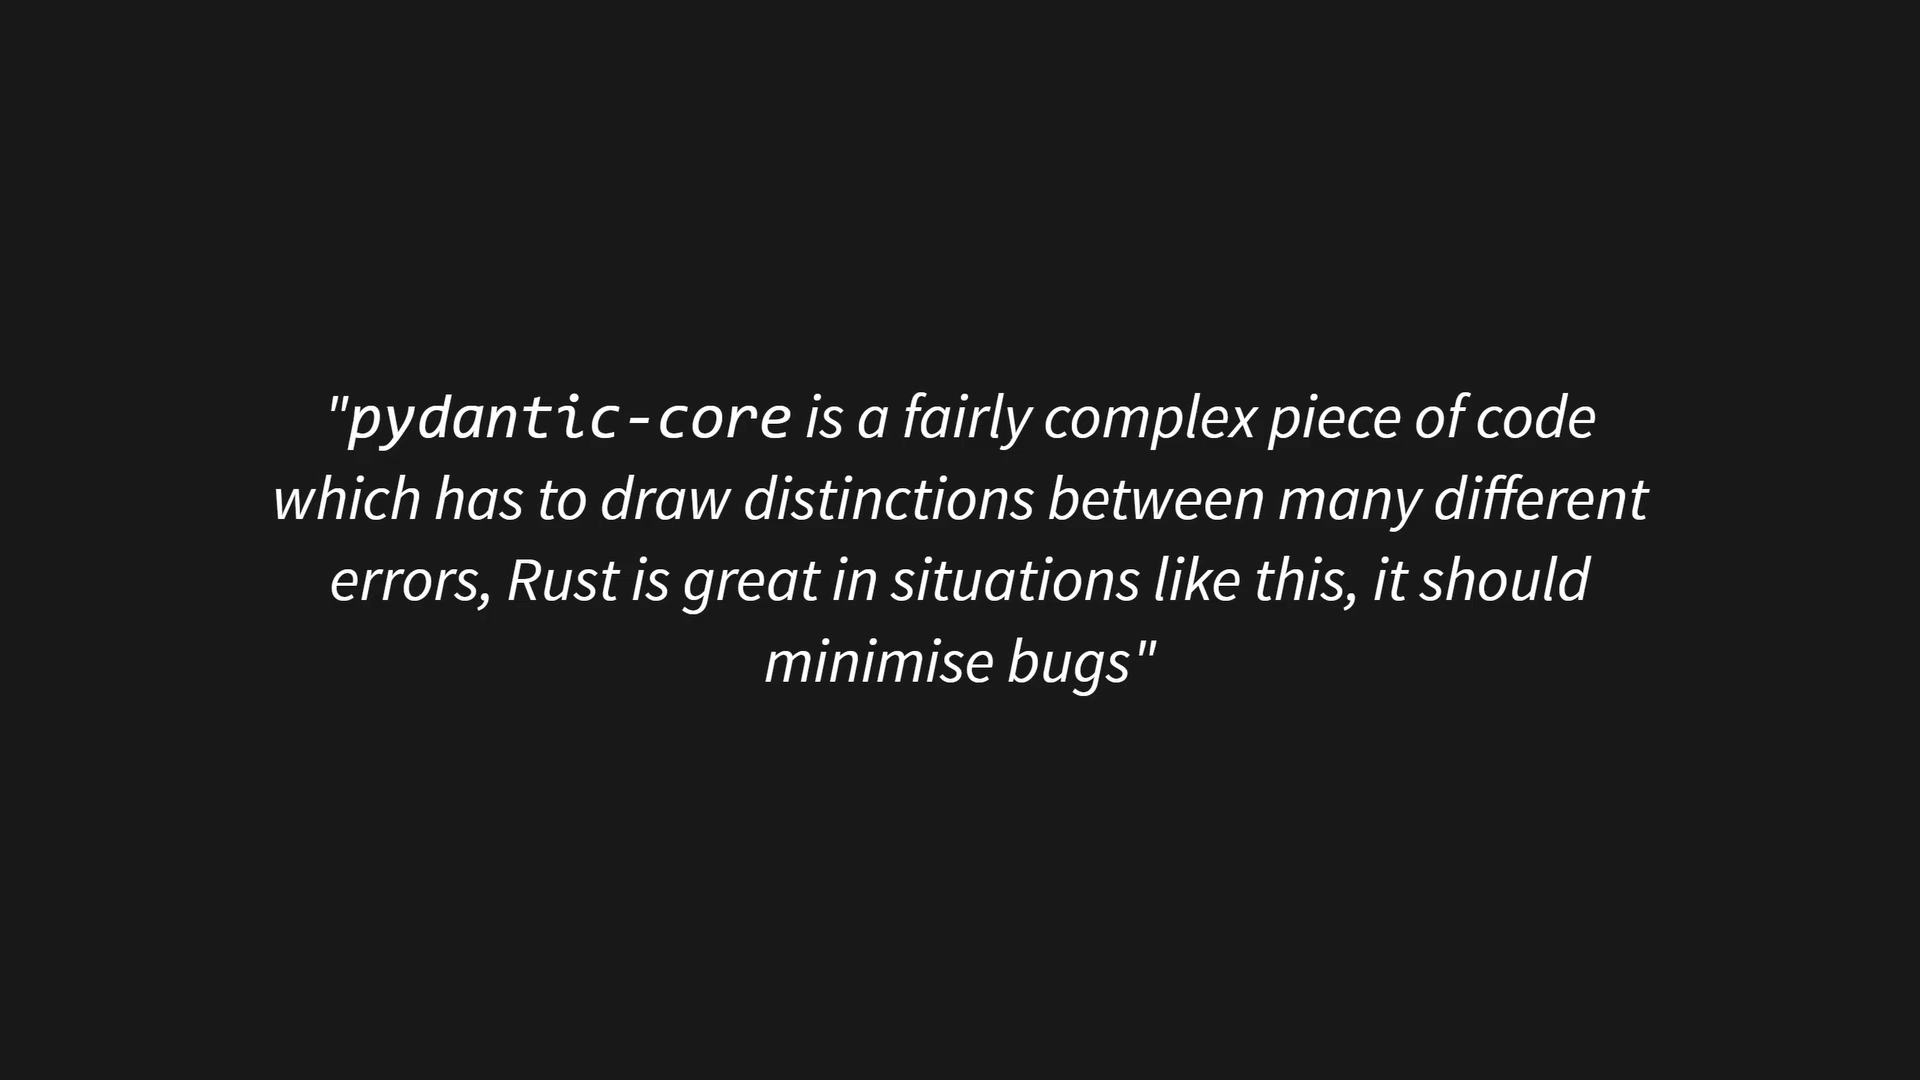 "pydantic-core is a fairly complex piece of code
which has to draw distinctions between many different
errors, Rust is great in situations like this, it should
minimise bugs"